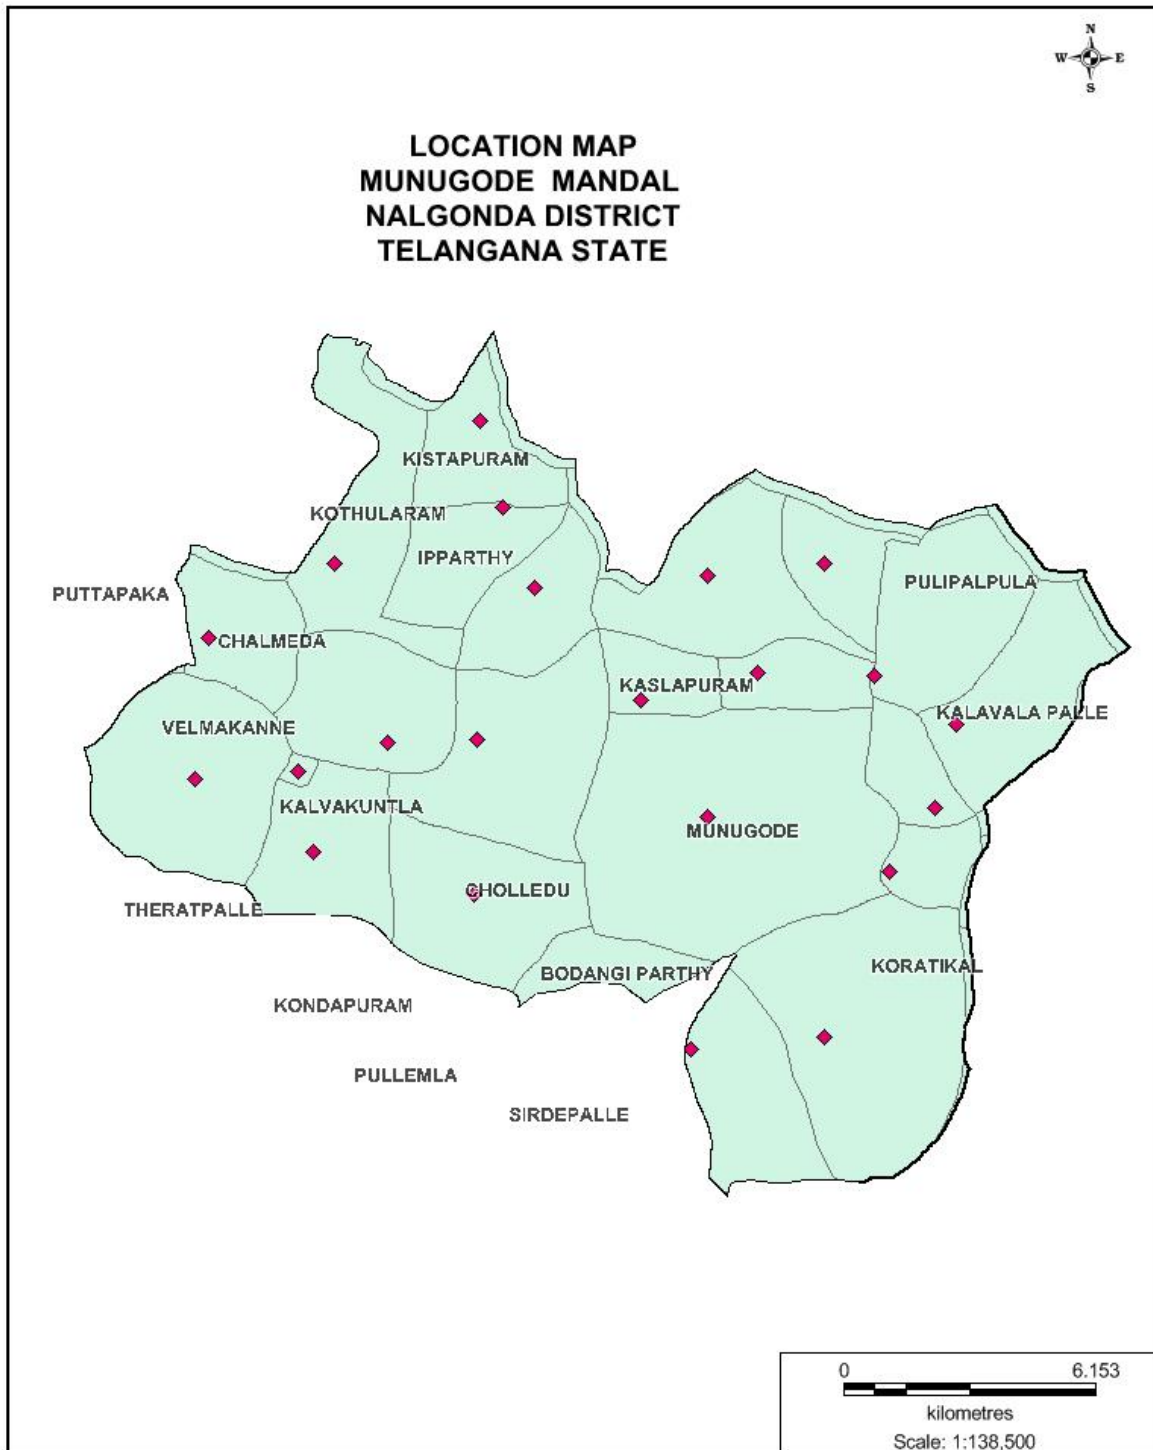 N
W E
S
LOCATION MAP
MUNUGODE MANDAL
NALGONDA DISTRICT
TELANGANA STATE
KISTAPURAM
KOTHULARAM
IPPARTHY
PULIPALPULA
PUTTAPAKA
CHALMEDA
KASLAPURAM
KALAVALA PALLE
VELMAKANNE
KALVAKUNTLA
MUNUGODE
CHOLLEDU
THERATPALLE
BODANGI PARTHY
KORATIKAL
KONDAPURAM
PULLEMLA
SIRDEPALLE
0 6.153
kilometres
Scale: 1:138,500